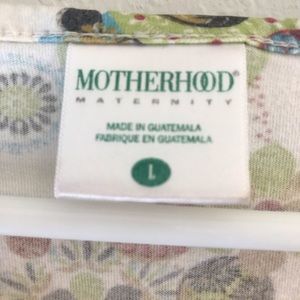 MOTHERHOOD®
MATERNITY
MADE IN GUATEMALA
FABRIQUE EN GUATEMALA
L